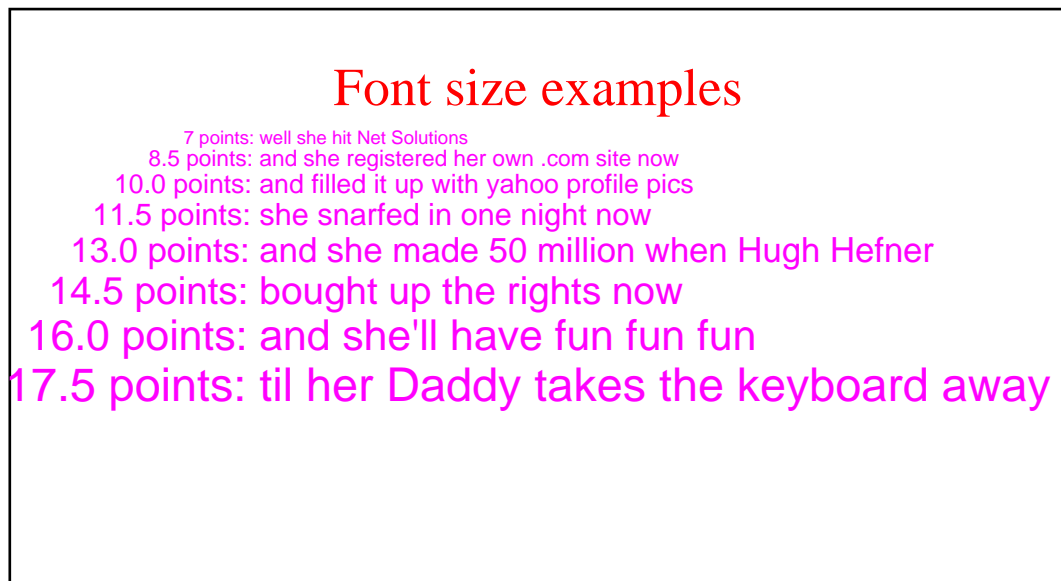 Font size examples
7 points: well she hit Net Solutions
8.5 points: and she registered her own .com site now
10.0 points: and filled it up with yahoo profile pics
11.5 points: she snarfed in one night now
13.0 points: and she made 50 million when Hugh Hefner
14.5 points: bought up the rights now
16.0 points: and she'll have fun fun fun
17.5 points: til her Daddy takes the keyboard away